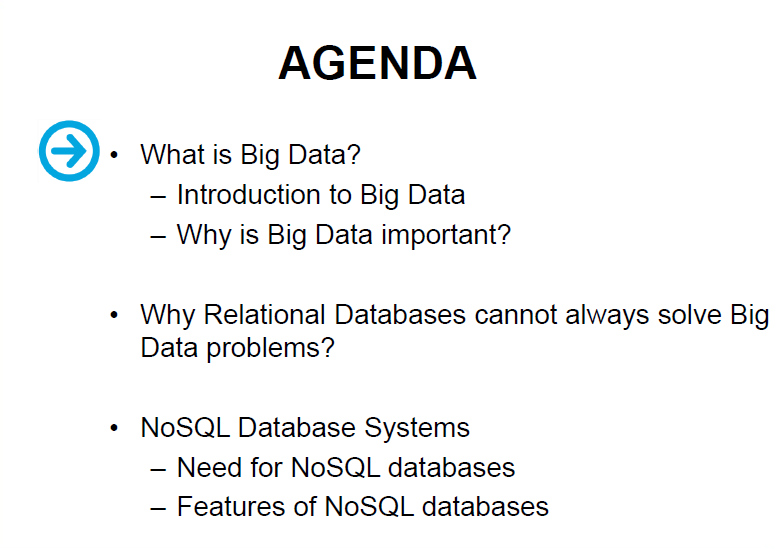 AGENDA
• What is Big Data?
– Introduction to Big Data
– Why is Big Data important?
• Why Relational Databases cannot always solve Big
Data problems?
• NoSQL Database Systems
– Need for NoSQL databases
– Features of NoSQL databases